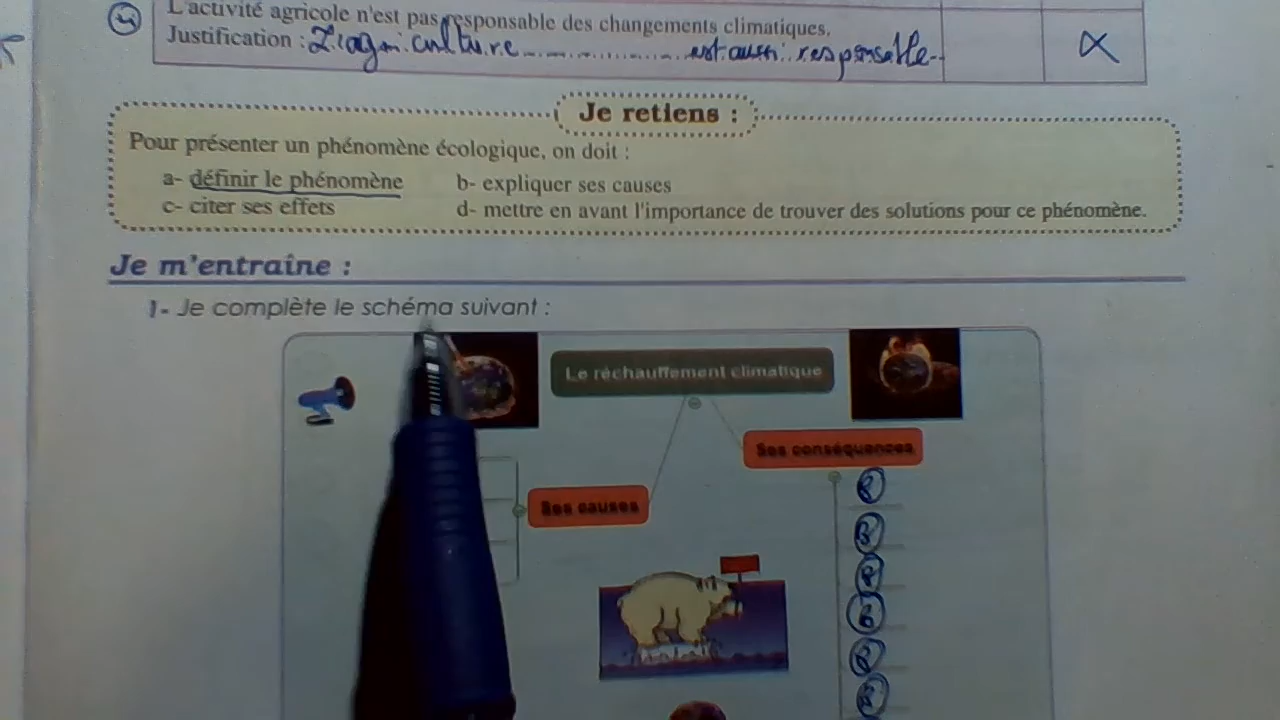 4
L'activité agricole n'est pas responsable des changements climatiques.
Justification : L'agriculture................est aussi responsable..
Je retiens :
Pour présenter un phénomène écologique, on doit :
a- définir le phénomène b- expliquer ses causes
c- citer ses effets d- mettre en avant l'importance de trouver des solutions pour ce phénomène.
Je m'entraîne :
1- Je complète le schéma suivant :
Le réchauffement climatique
Ses conséquences
Ses causes